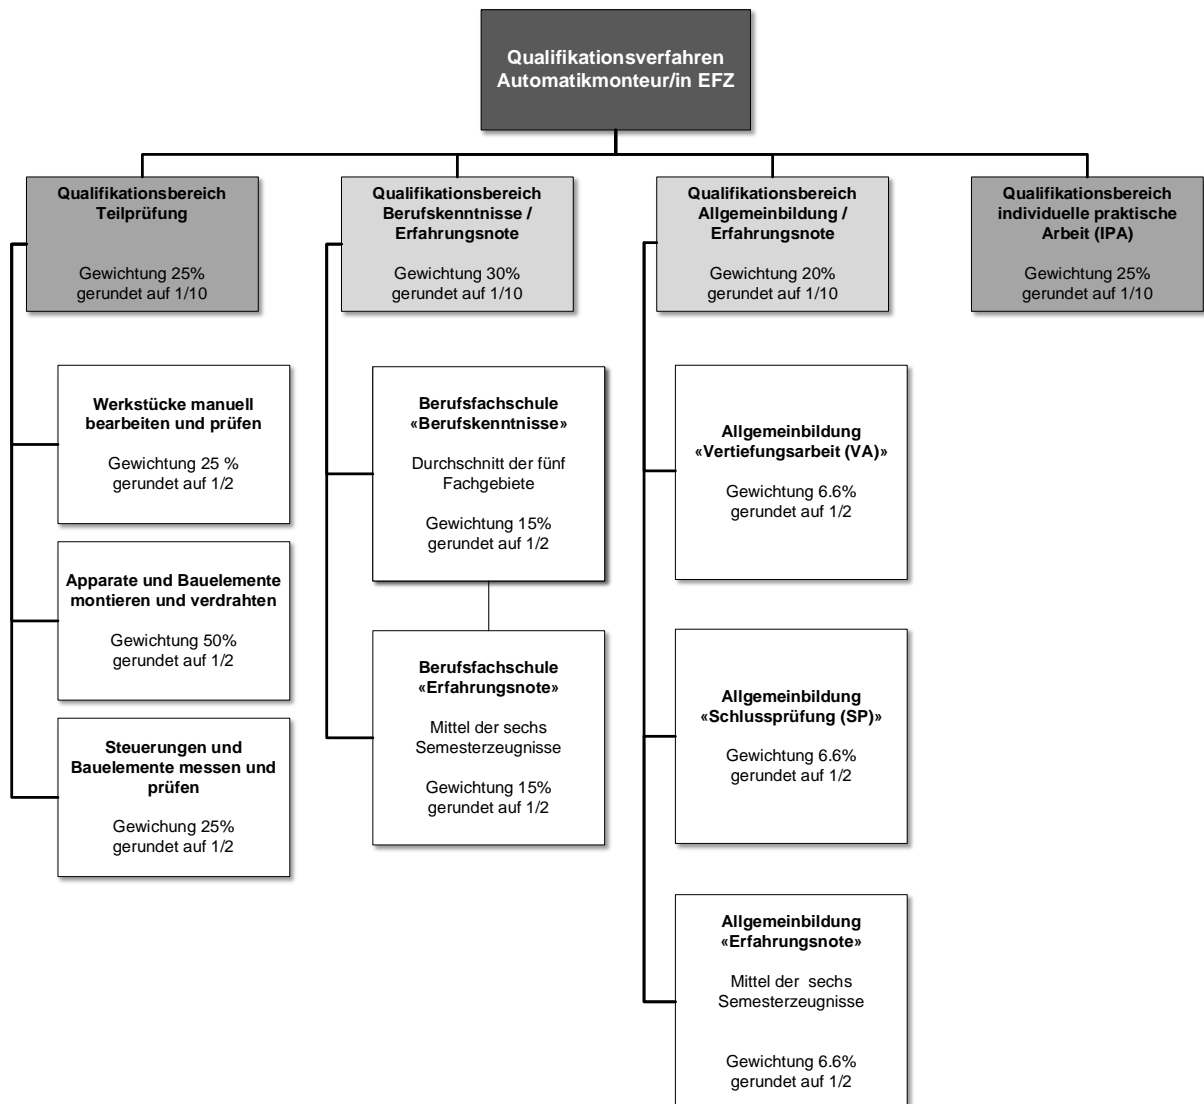 Qualifikationsverfahren
Automatikmonteur/in EFZ
Qualifikationsbereich
Teilprüfung
Gewichtung 25%
gerundet auf 1/10
Qualifikationsbereich
Berufskenntnisse /
Erfahrungsnote
Gewichtung 30%
gerundet auf 1/10
Qualifikationsbereich
Allgemeinbildung /
Erfahrungsnote
Gewichtung 20%
gerundet auf 1/10
Qualifikationsbereich
individuelle praktische
Arbeit (IPA)
Gewichtung 25%
gerundet auf 1/10
Werkstücke manuell
bearbeiten und prüfen
Gewichtung 25 %
gerundet auf 1/2
Apparate und Bauelemente
montieren und verdrahten
Gewichtung 50%
gerundet auf 1/2
Steuerungen und
Bauelemente messen und
prüfen
Gewichung 25%
gerundet auf 1/2
Berufsfachschule
«Berufskenntnisse»
Durchschnitt der fünf
Fachgebiete
Gewichtung 15%
gerundet auf 1/2
Berufsfachschule
«Erfahrungsnote»
Mittel der sechs
Semesterzeugnisse
Gewichtung 15%
gerundet auf 1/2
Allgemeinbildung
«Vertiefungsarbeit (VA)»
Gewichtung 6.6%
gerundet auf 1/2
Allgemeinbildung
«Schlussprüfung (SP)»
Gewichtung 6.6%
gerundet auf 1/2
Allgemeinbildung
«Erfahrungsnote»
Mittel der sechs
Semesterzeugnisse
Gewichtung 6.6%
gerundet auf 1/2